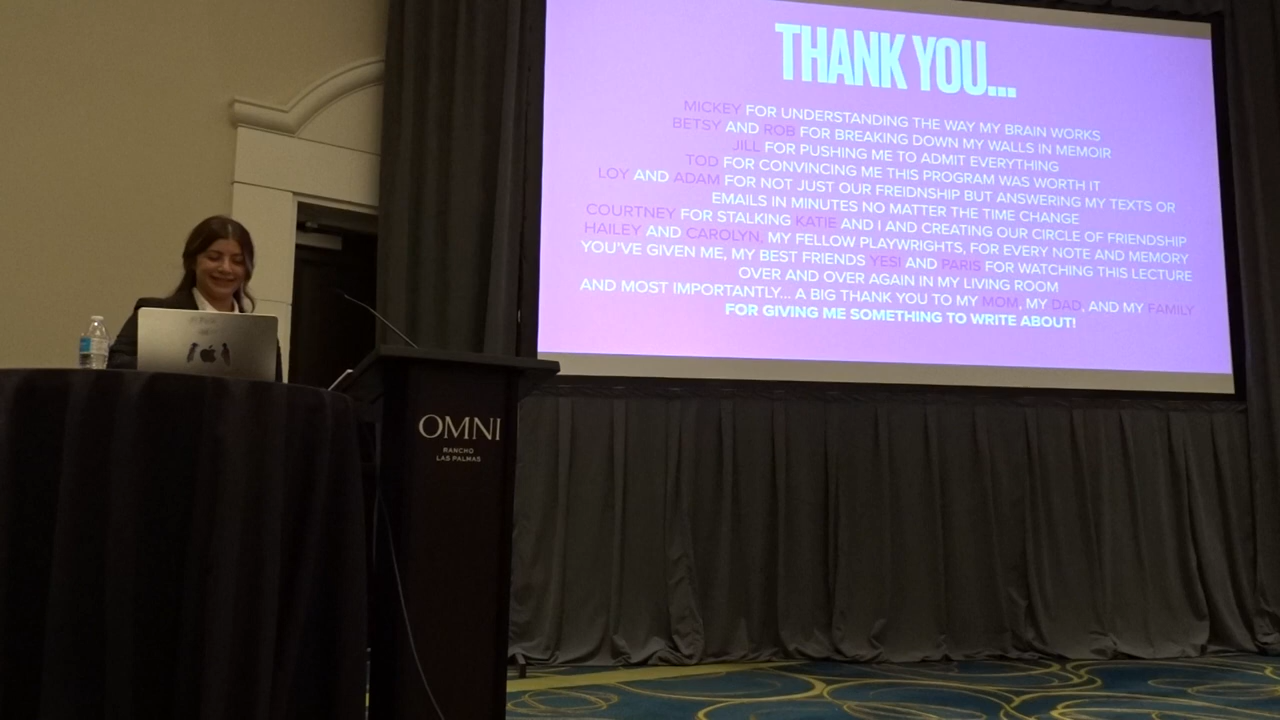 THANK YOU...
MICKEY FOR UNDERSTANDING THE WAY MY BRAIN WORKS
BETSY AND ROB FOR BREAKING DOWN MY WALLS IN MEMOIR
JILL FOR PUSHING ME TO ADMIT EVERYTHING
TOD FOR CONVINCING ME THIS PROGRAM WAS WORTH IT
LOY AND ADAM FOR NOT JUST OUR FREIDNSHIP BUT ANSWERING MY TEXTS OR
EMAILS IN MINUTES NO MATTER THE TIME CHANGE
COURTNEY FOR STALKING KATIE AND I AND CREATING OUR CIRCLE OF FRIENDSHIP
HAILEY AND CAROLYN, MY FELLOW PLAYWRIGHTS, FOR EVERY NOTE AND MEMORY
YOU'VE GIVEN ME, MY BEST FRIENDS YESI AND PARIS FOR WATCHING THIS LECTURE
OVER AND OVER AGAIN IN MY LIVING ROOM
AND MOST IMPORTANTLY... A BIG THANK YOU TO MY MOM, MY DAD, AND MY FAMILY
FOR GIVING ME SOMETHING TO WRITE ABOUT!
OMNI
RANCHO
LAS PALMAS